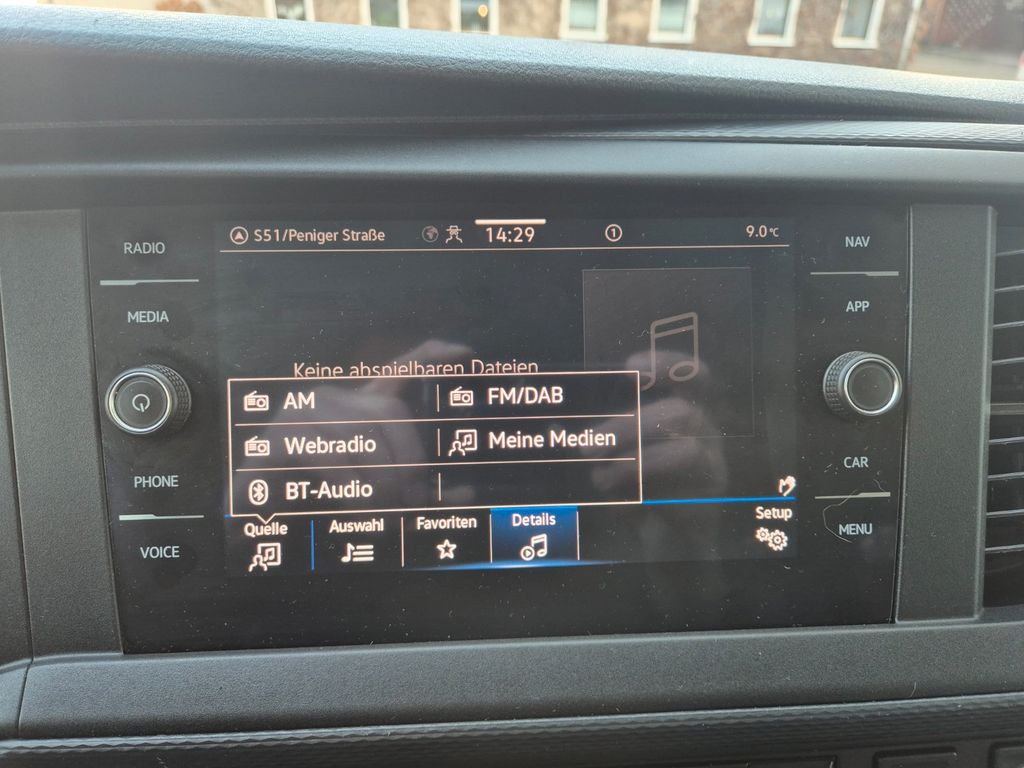 S51/Peniger Straße 14:29 1 9.0°C
RADIO
MEDIA
PHONE
VOICE
NAV
APP
CAR
MENU
Keine abspielbaren Dateien
AM FM/DAB
Webradio Meine Medien
BT-Audio
Quelle Auswahl Favoriten Details Setup